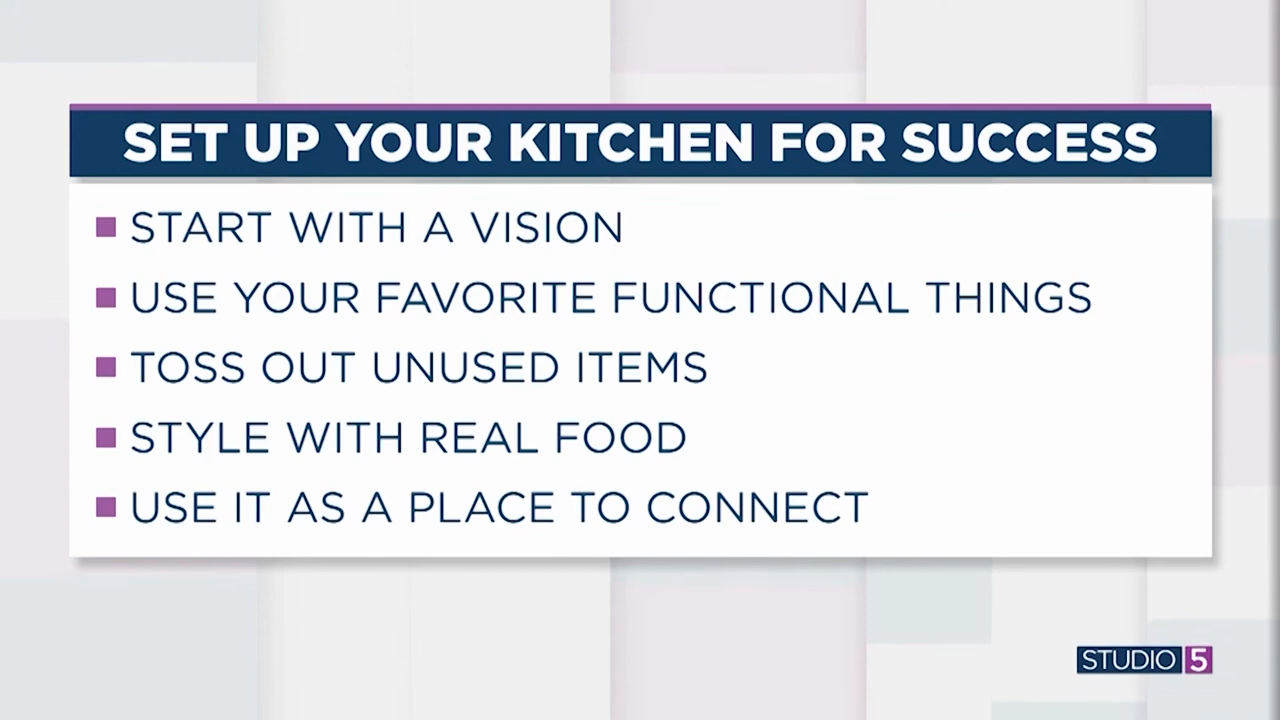 SET UP YOUR KITCHEN FOR SUCCESS
START WITH A VISION
USE YOUR FAVORITE FUNCTIONAL THINGS
TOSS OUT UNUSED ITEMS
STYLE WITH REAL FOOD
USE IT AS A PLACE TO CONNECT
STUDIO 5